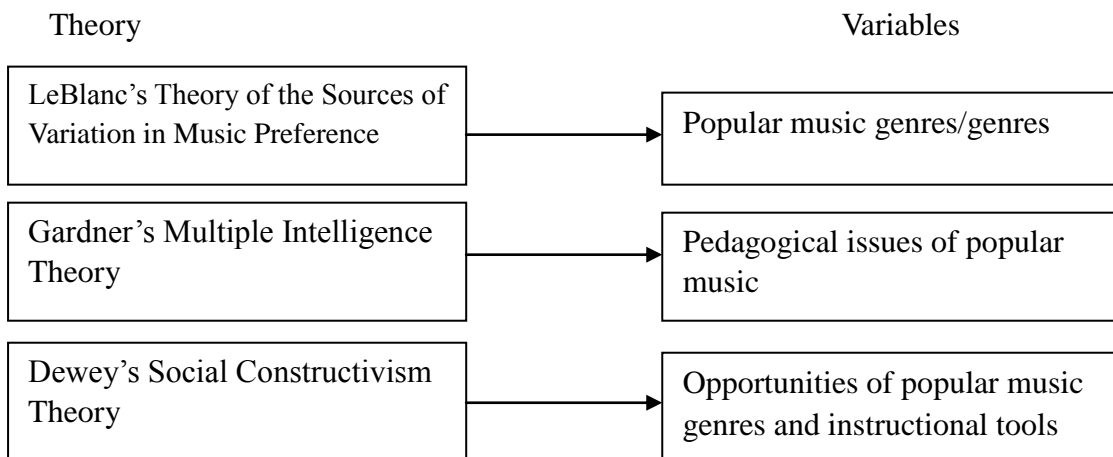 Theory
Variables
LeBlanc’s Theory of the Sources of
Variation in Music Preference
Popular music genres/genres
Gardner’s Multiple Intelligence
Theory
Pedagogical issues of popular
music
Dewey’s Social Constructivism
Theory
Opportunities of popular music
genres and instructional tools